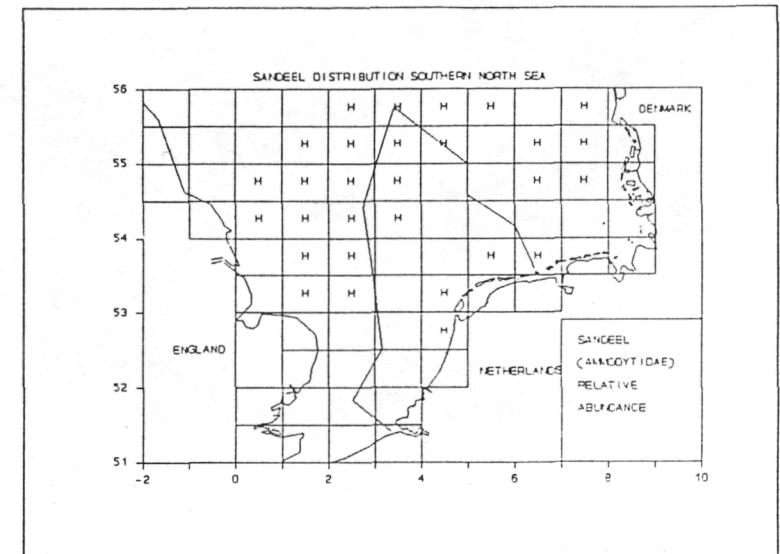 SANDEEL DISTRIBUTION SOUTHERN NORTH SEA
56
H H H H H
DENMARK
H H H H H H
55
H H H H H H
H H H H
54
H H H H
H H H
53
H
ENGLAND
NETHERLANDS
SANDEEL
(AMMODYTIDAE)
RELATIVE
ABUNDANCE
52
51
-2 0 2 4 6 8 10